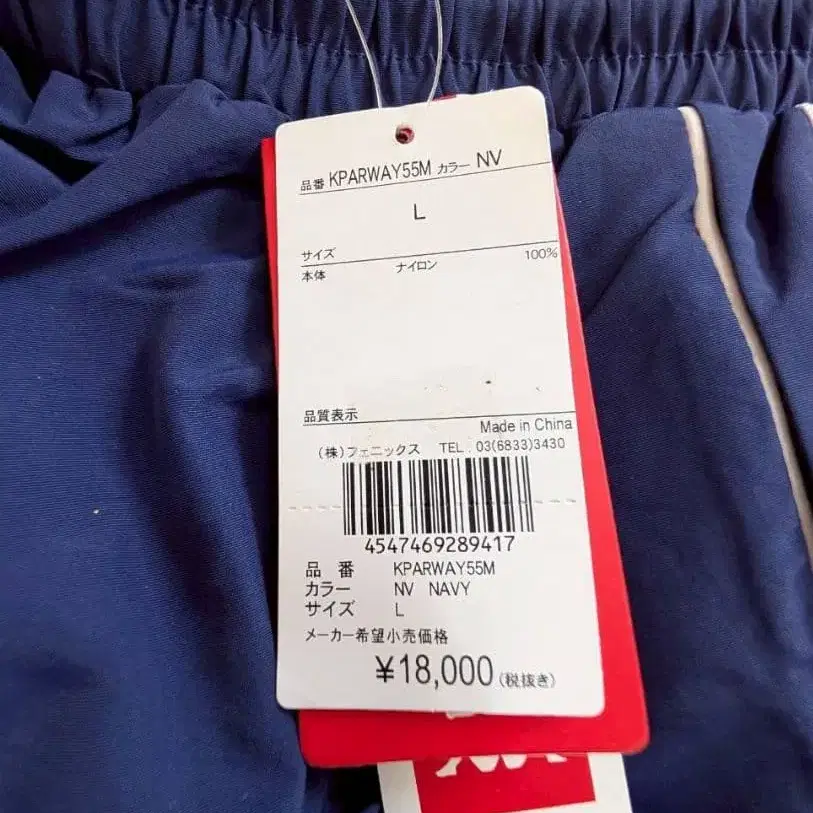 品番 KPARWAY55M カラー NV
L
サイズ
本体 ナイロン 100%
品質表示
Made in China
(株)フェニックス TEL . 03(6833)3430
4547469289417
品 番 KPARWAY55M
カラー NV NAVY
サイズ L
メーカー希望小売価格
¥18,000(税抜き)